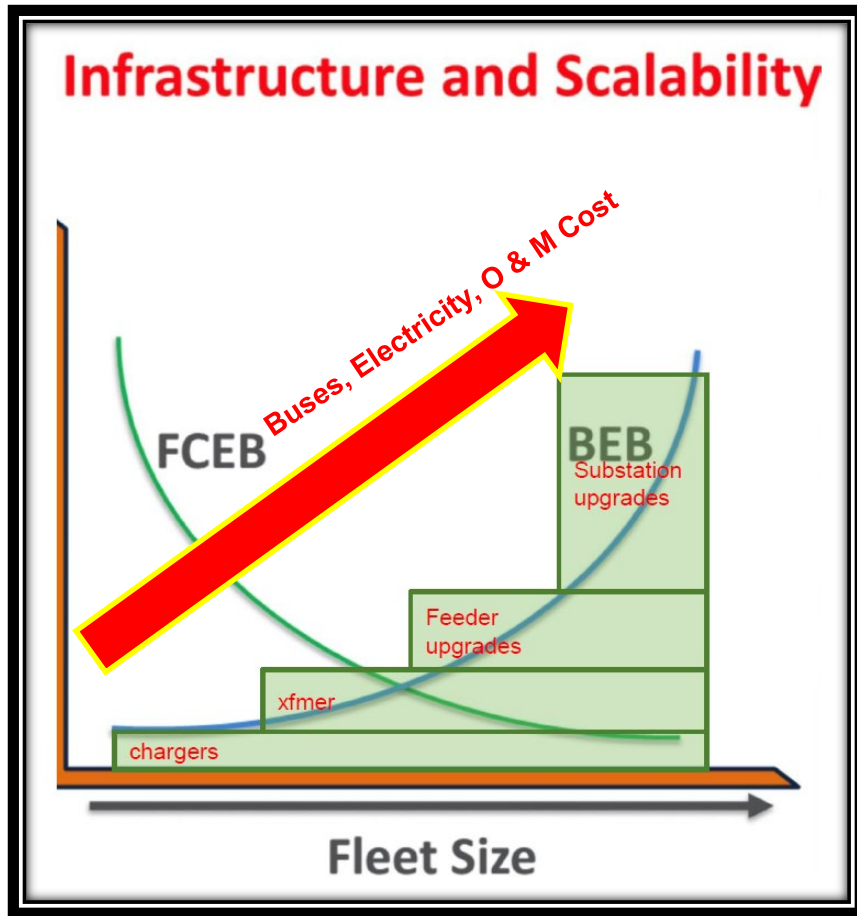 Infrastructure and Scalability
Buses, Electricity, O & M Cost
FCEB
BEB
Substation
upgrades
Feeder
upgrades
xfmer
chargers
Fleet Size